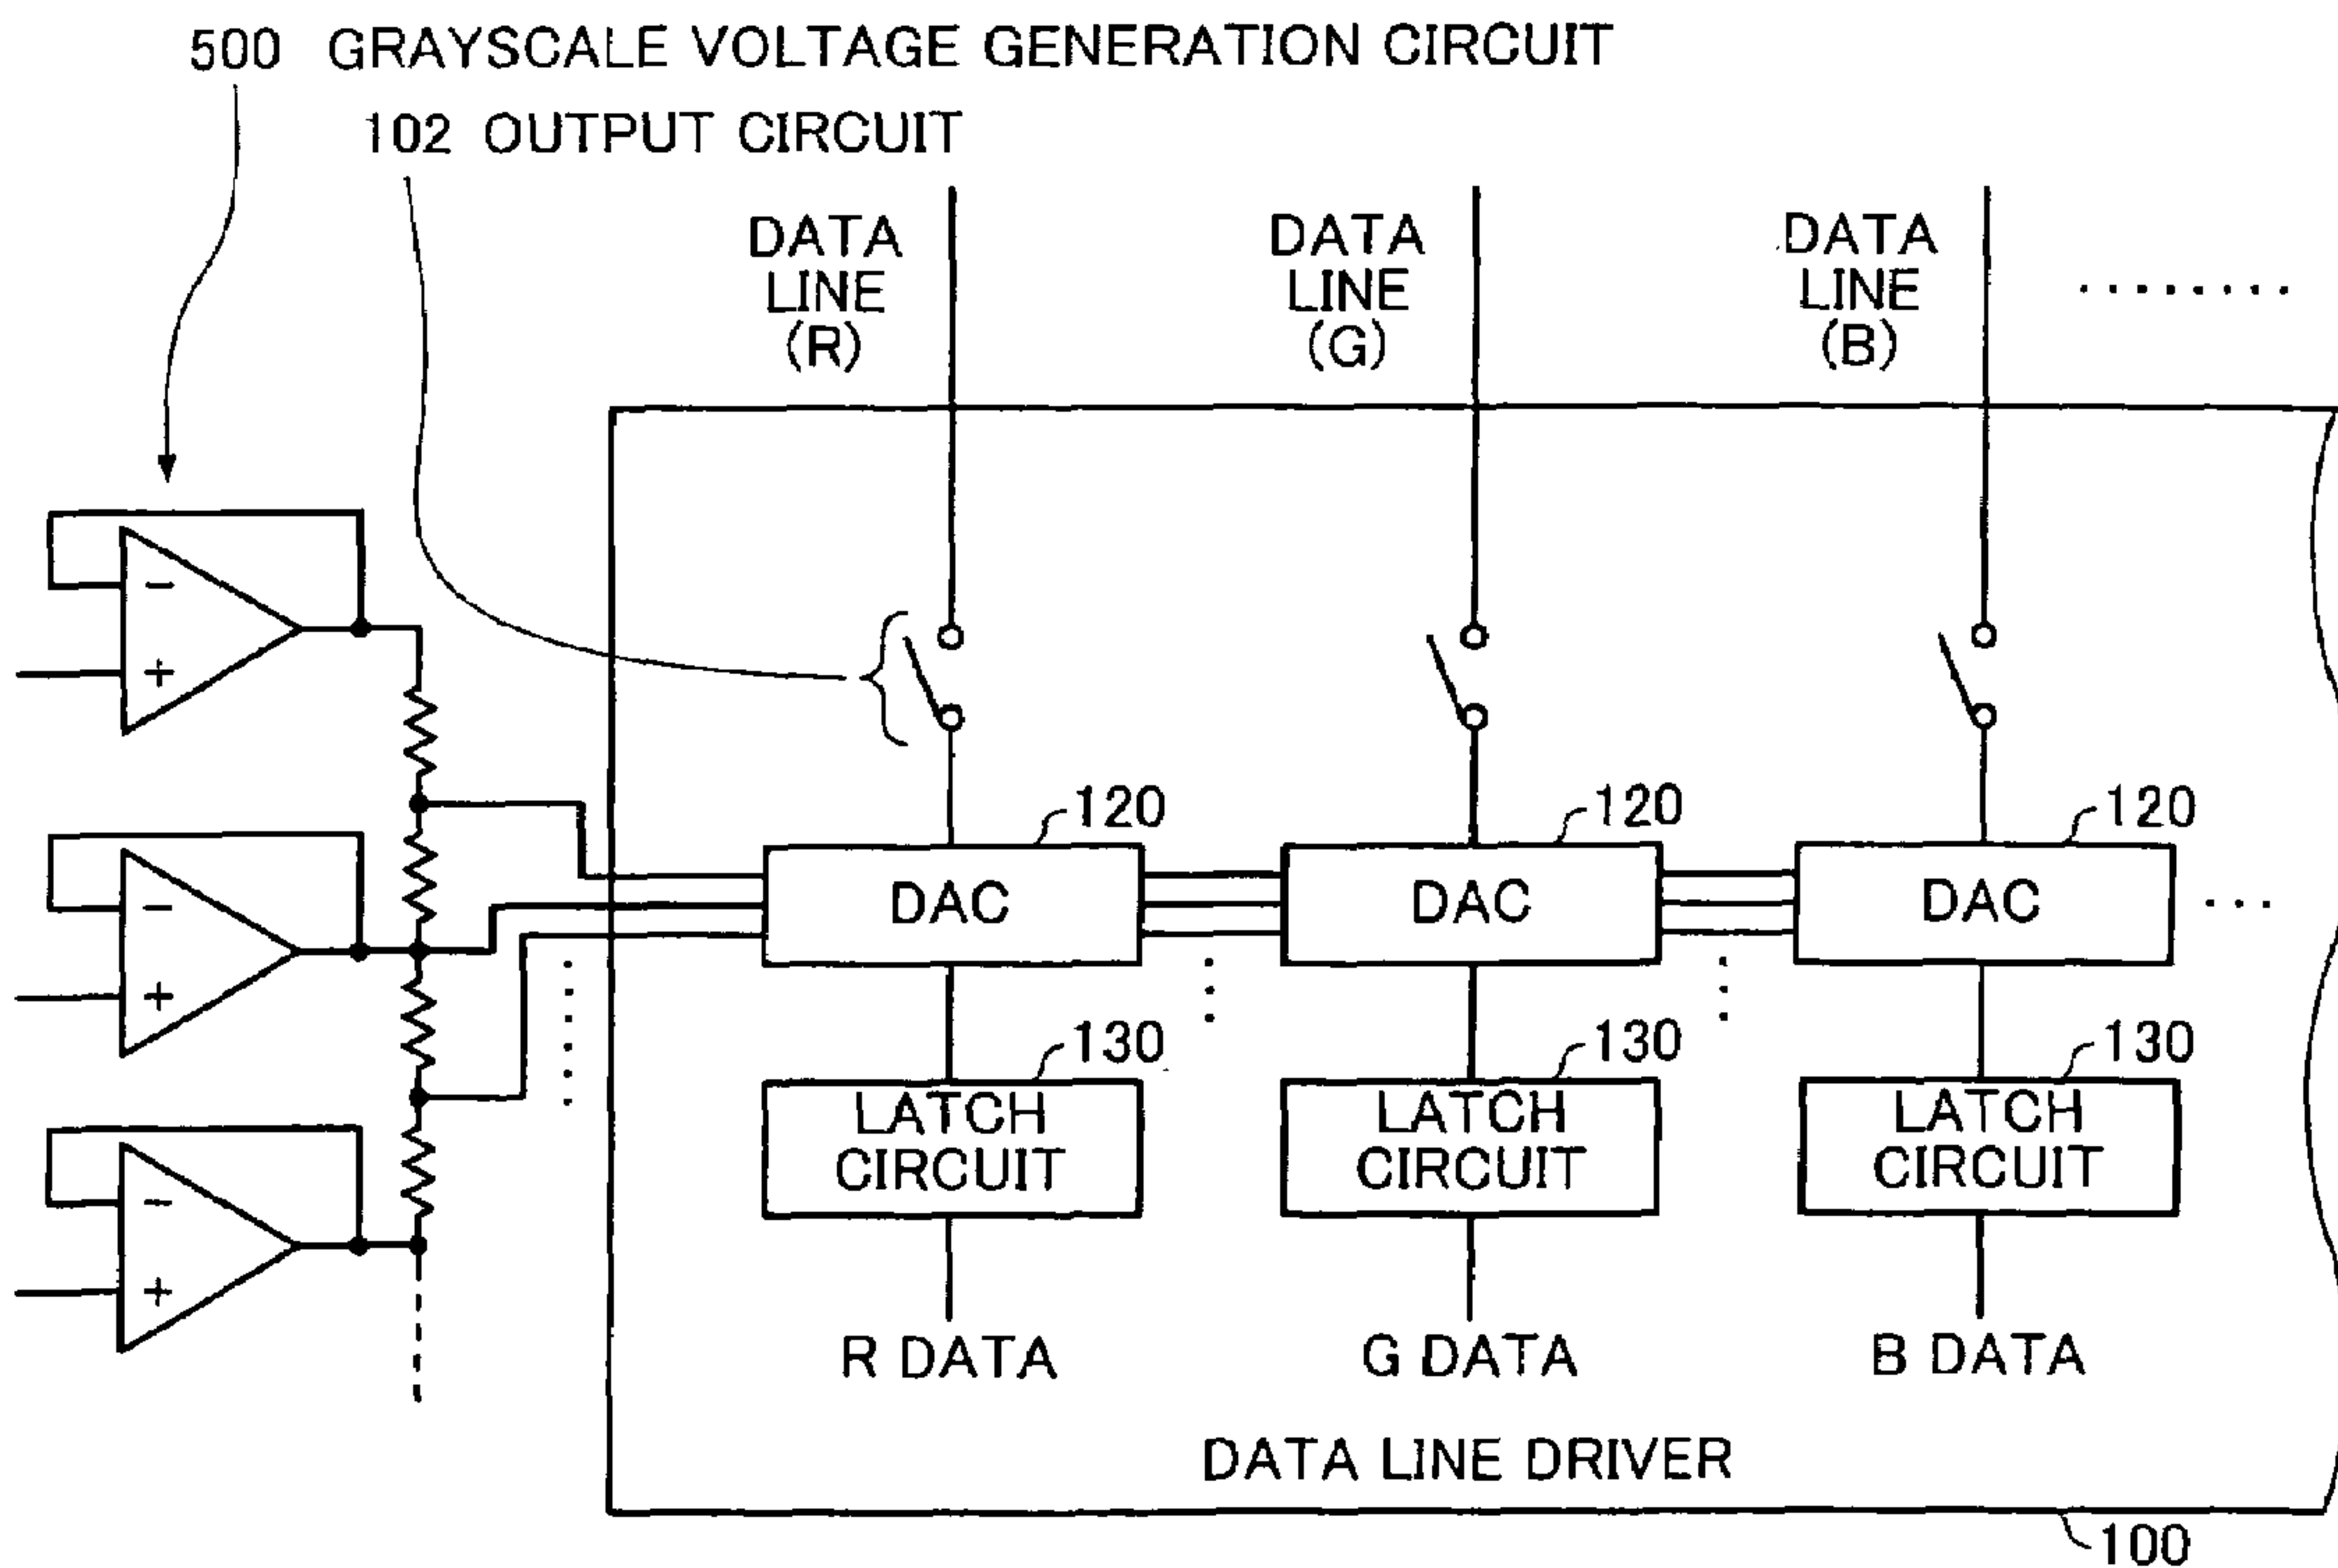 500 GRAYSCALE VOLTAGE GENERATION CIRCUIT
102 OUTPUT CIRCUIT
DATA
LINE
(R)
DATA
LINE
(G)
DATA
LINE
(B)
........
−
+
−
+
−
+
120
120
120
DAC
DAC
DAC
...
130
130
130
LATCH
CIRCUIT
LATCH
CIRCUIT
LATCH
CIRCUIT
R DATA
G DATA
B DATA
DATA LINE DRIVER
100